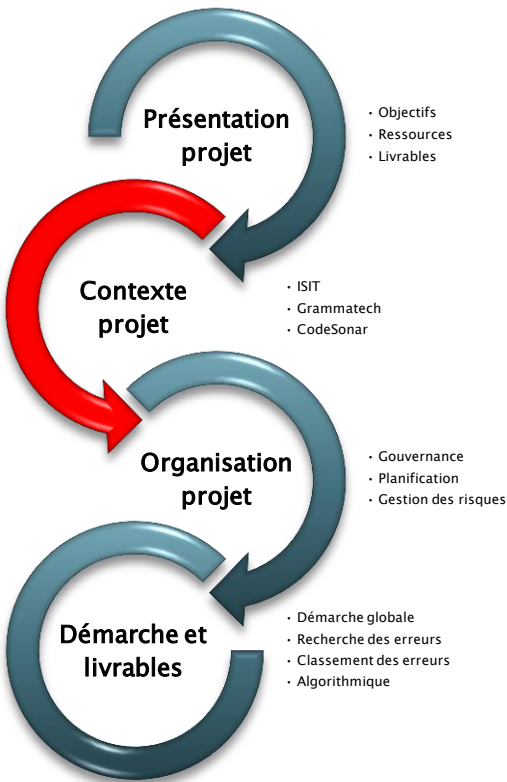 Présentation
projet
• Objectifs
• Ressources
• Livrables
Contexte
projet
• ISIT
• Grammatech
• CodeSonar
Organisation
projet
• Gouvernance
• Planification
• Gestion des risques
Démarche et
livrables
• Démarche globale
• Recherche des erreurs
• Classement des erreurs
• Algorithmique